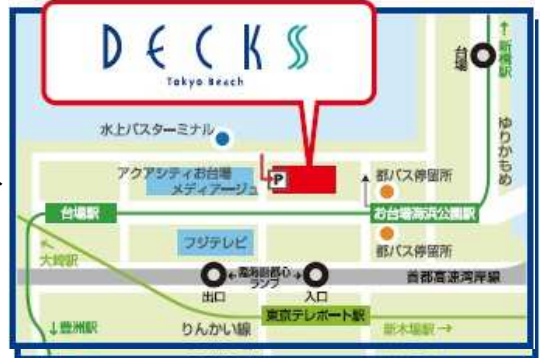 DECKS
Tokyo Beach
台場
↑新橋駅
水上バスターミナル
ゆりかもめ
アクアシティお台場
メディアージュ
P
都バス停留所
台場駅
お台場海浜公園駅
フジテレビ
都バス停留所
大崎駅
←臨海副都心→
ランプ
首都高速湾岸線
出口
入口
東京テレポート駅
↓豊洲駅
りんかい線
新木場駅→